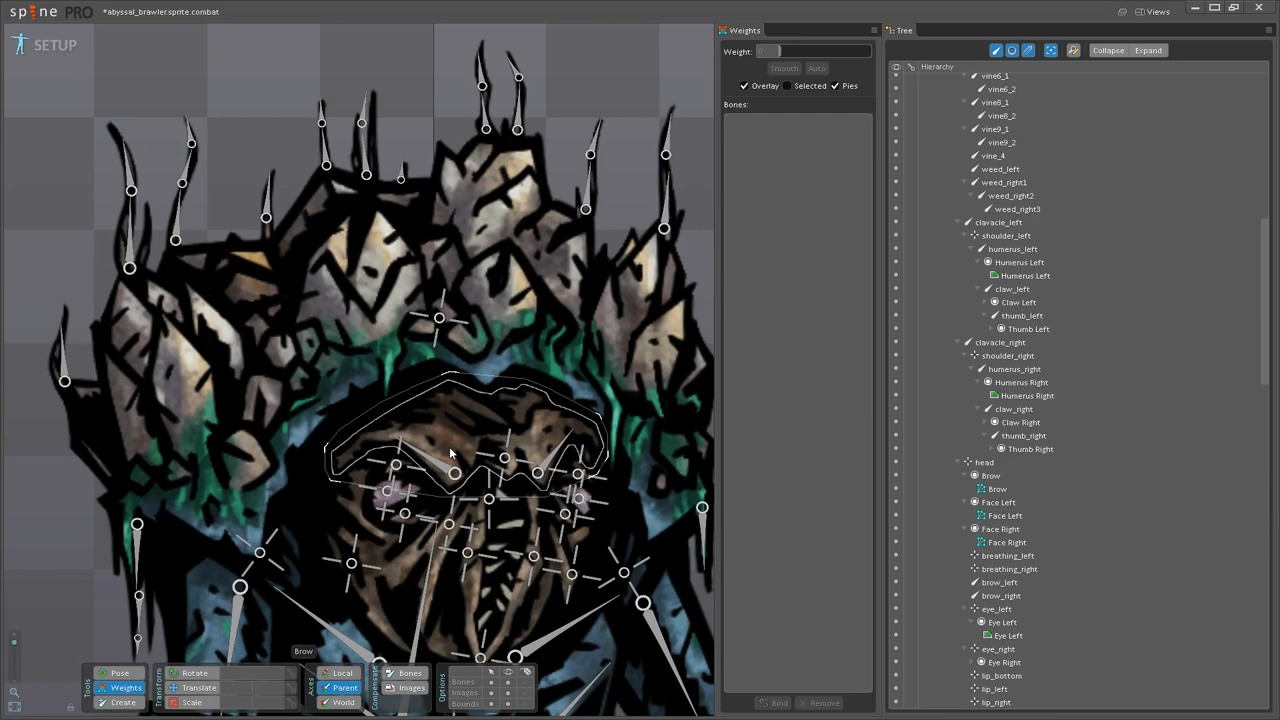 spine PRO *abyssal_brawler.sprite.combat Views
SETUP
Weights
Weight: 0
Smooth Auto
Overlay Selected Pies
Bones:
Bind Remove
Tree
Collapse Expand
Hierarchy
vine6_1
vine6_2
vine8_1
vine8_2
vine9_1
vine9_2
vine_4
weed_left
weed_right1
weed_right2
weed_right3
clavacle_left
shoulder_left
humerus_left
Humerus Left
Humerus Left
claw_left
Claw Left
thumb_left
Thumb Left
clavacle_right
shoulder_right
humerus_right
Humerus Right
Humerus Right
claw_right
Claw Right
thumb_right
Thumb Right
head
Brow
Brow
Face Left
Face Left
Face Right
Face Right
breathing_left
breathing_right
brow_left
brow_right
eye_left
Eye Left
Eye Left
eye_right
Eye Right
lip_bottom
lip_left
lip_right
Brow
Tools
Pose
Weights
Create
Transform
Rotate
Translate
Scale
Axes
Local
Parent
World
Compensate
Bones
Images
Options
Bones
Images
Bounds